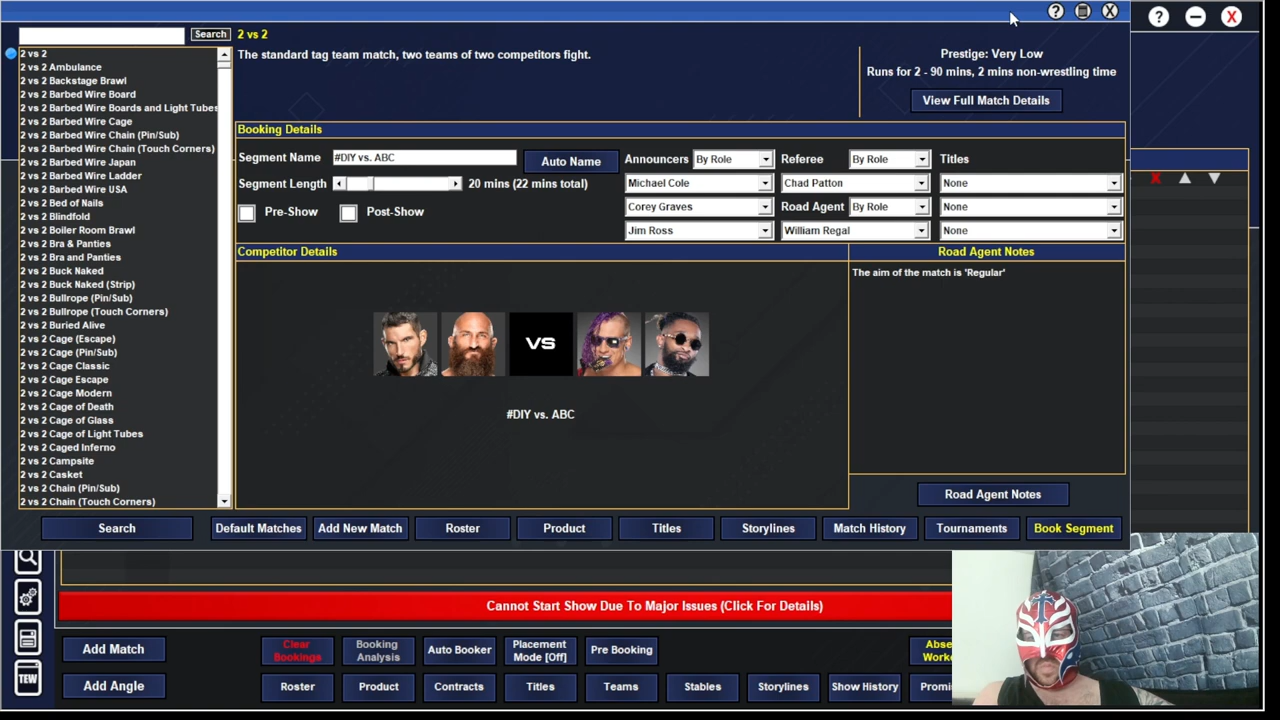 ? X
? X
Search 2 vs 2
2 vs 2
2 vs 2 Ambulance
2 vs 2 Backstage Brawl
2 vs 2 Barbed Wire Board
2 vs 2 Barbed Wire Boards and Light Tubes
2 vs 2 Barbed Wire Cage
2 vs 2 Barbed Wire Chain (Pin/Sub)
2 vs 2 Barbed Wire Chain (Touch Corners)
2 vs 2 Barbed Wire Japan
2 vs 2 Barbed Wire Ladder
2 vs 2 Barbed Wire USA
2 vs 2 Bed of Nails
2 vs 2 Blindfold
2 vs 2 Boiler Room Brawl
2 vs 2 Bra & Panties
2 vs 2 Bra and Panties
2 vs 2 Buck Naked
2 vs 2 Buck Naked (Strip)
2 vs 2 Bullrope (Pin/Sub)
2 vs 2 Bullrope (Touch Corners)
2 vs 2 Buried Alive
2 vs 2 Cage (Escape)
2 vs 2 Cage (Pin/Sub)
2 vs 2 Cage Classic
2 vs 2 Cage Escape
2 vs 2 Cage Modern
2 vs 2 Cage of Death
2 vs 2 Cage of Glass
2 vs 2 Cage of Light Tubes
2 vs 2 Caged Inferno
2 vs 2 Campsite
2 vs 2 Casket
2 vs 2 Chain (Pin/Sub)
2 vs 2 Chain (Touch Corners)
The standard tag team match, two teams of two competitors fight.
Prestige: Very Low
Runs for 2 - 90 mins, 2 mins non-wrestling time
View Full Match Details
Booking Details
Segment Name #DIY vs. ABC Auto Name Announcers By Role Referee By Role Titles
Segment Length 20 mins (22 mins total) Michael Cole Chad Patton None
Pre-Show Post-Show Corey Graves Road Agent By Role None
Jim Ross William Regal None
Competitor Details Road Agent Notes
The aim of the match is 'Regular'
VS
#DIY vs. ABC
Road Agent Notes
Search Default Matches Add New Match Roster Product Titles Storylines Match History Tournaments Book Segment
Cannot Start Show Due To Major Issues (Click For Details)
Add Match Clear Bookings Booking Analysis Auto Booker Placement Mode [Off] Pre Booking
TEW Add Angle Roster Product Contracts Titles Teams Stables Storylines Show History